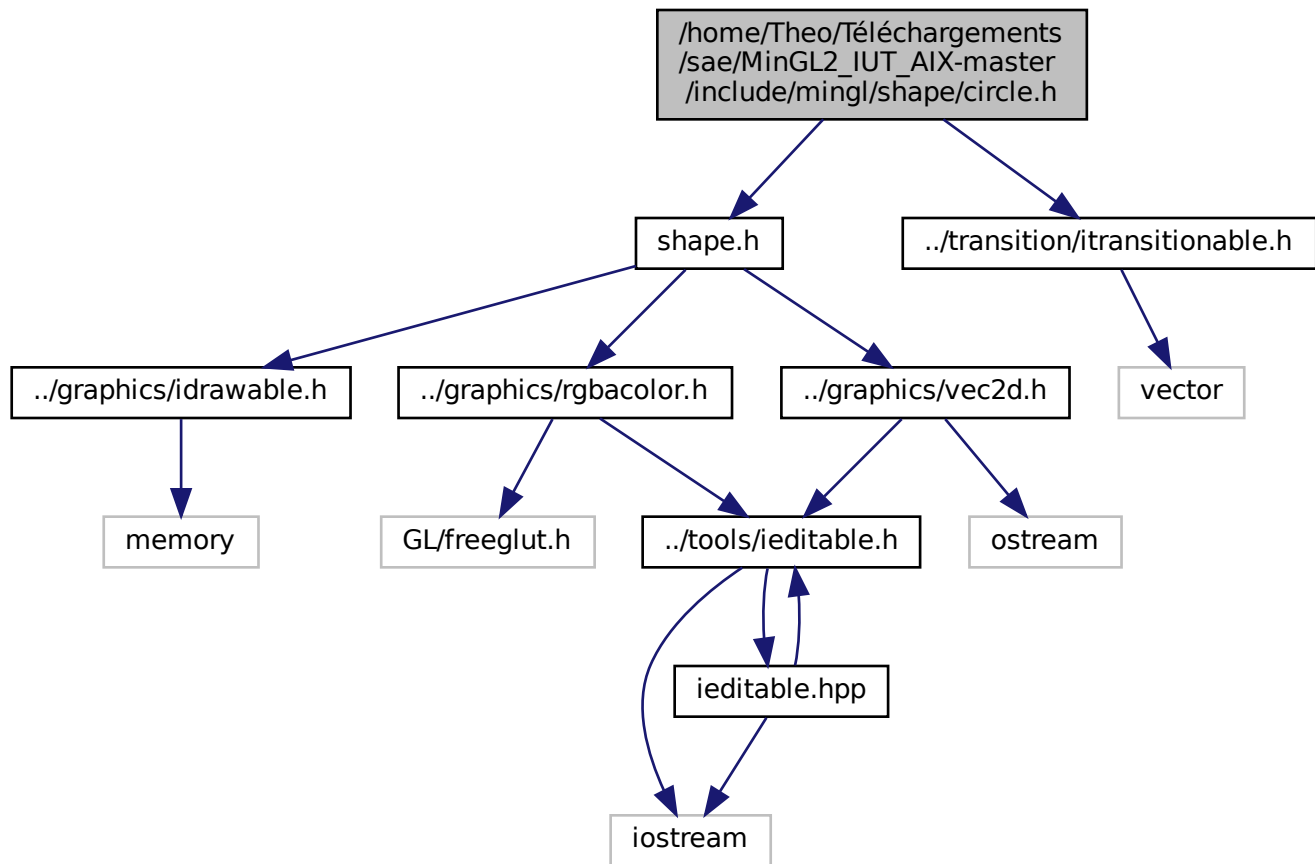 /home/Theo/Téléchargements
/sae/MinGL2_IUT_AIX-master
/include/mingl/shape/circle.h
shape.h
../transition/itransitionable.h
../graphics/idrawable.h
../graphics/rgbacolor.h
../graphics/vec2d.h
vector
memory
GL/freeglut.h
../tools/ieditable.h
ostream
ieditable.hpp
iostream